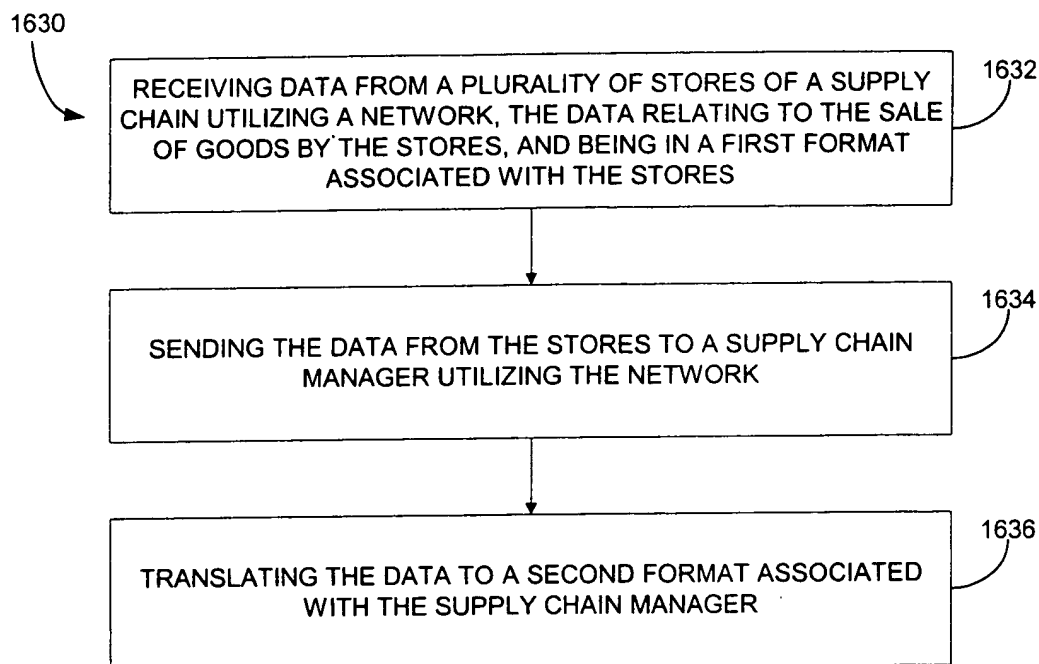 1630
RECEIVING DATA FROM A PLURALITY OF STORES OF A SUPPLY
CHAIN UTILIZING A NETWORK, THE DATA RELATING TO THE SALE
OF GOODS BY THE STORES, AND BEING IN A FIRST FORMAT
ASSOCIATED WITH THE STORES
1632
SENDING THE DATA FROM THE STORES TO A SUPPLY CHAIN
MANAGER UTILIZING THE NETWORK
1634
TRANSLATING THE DATA TO A SECOND FORMAT ASSOCIATED
WITH THE SUPPLY CHAIN MANAGER
1636